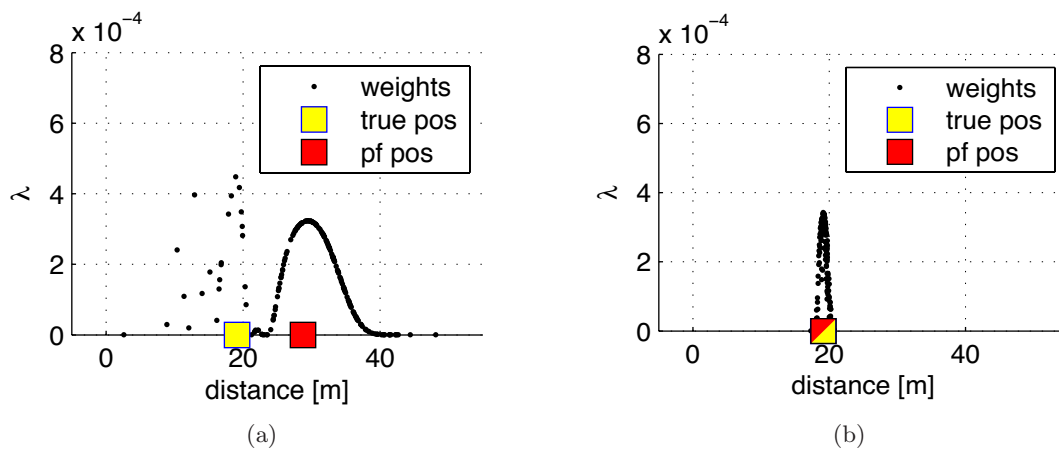 x 10⁻⁴
8
6
4
2
0
λ
0 20 40
distance [m]
weights
true pos
pf pos
(a)
x 10⁻⁴
8
6
4
2
0
λ
0 20 40
distance [m]
weights
true pos
pf pos
(b)